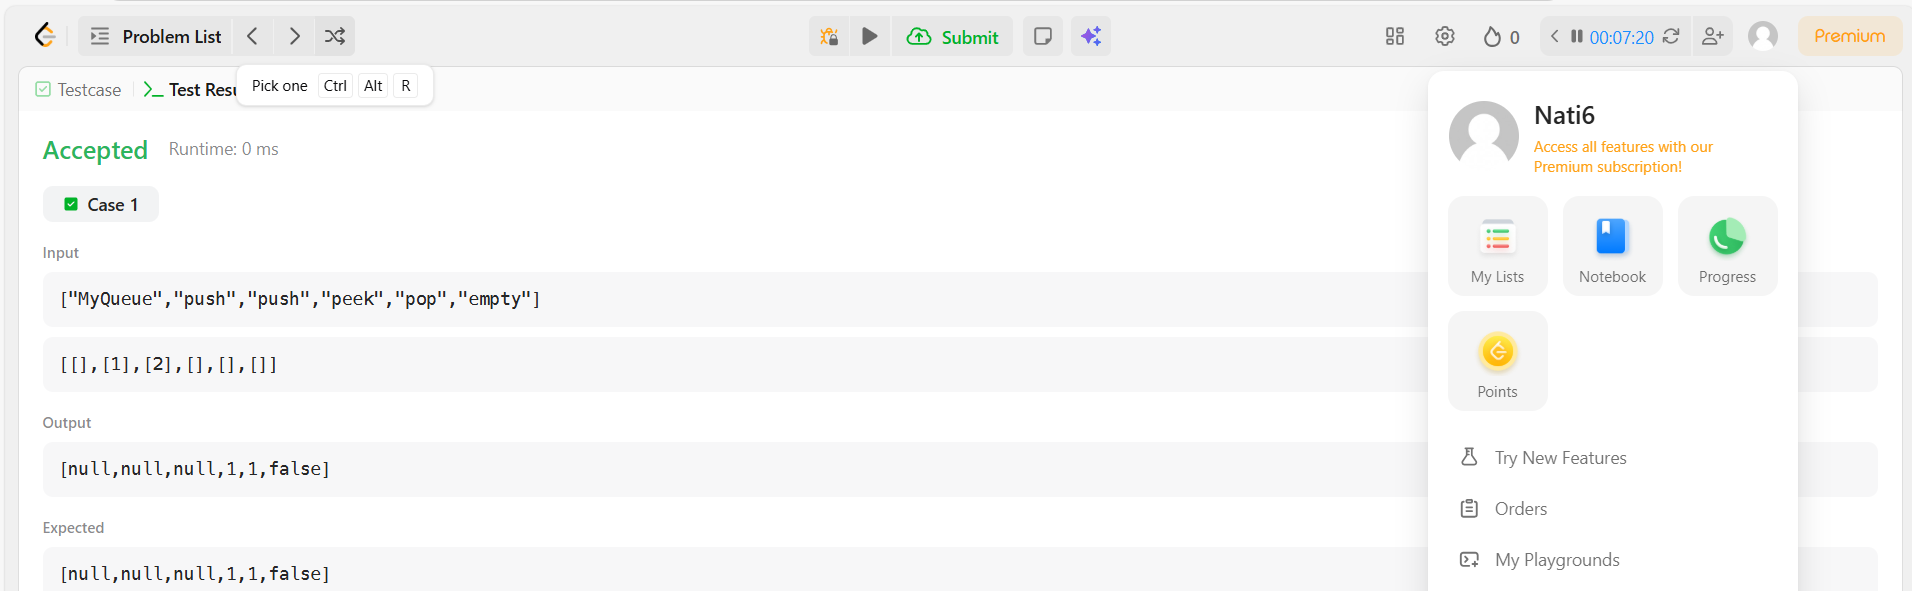 Problem List
Submit
0
00:07:20
Premium
Testcase
Test Resu
Pick one Ctrl Alt R
Accepted
Runtime: 0 ms
Case 1
Input
["MyQueue","push","push","peek","pop","empty"]
[[],[1],[2],[],[],[]]
Output
[null,null,null,1,1,false]
Expected
[null,null,null,1,1,false]
Nati6
Access all features with our
Premium subscription!
My Lists
Notebook
Progress
Points
Try New Features
Orders
My Playgrounds